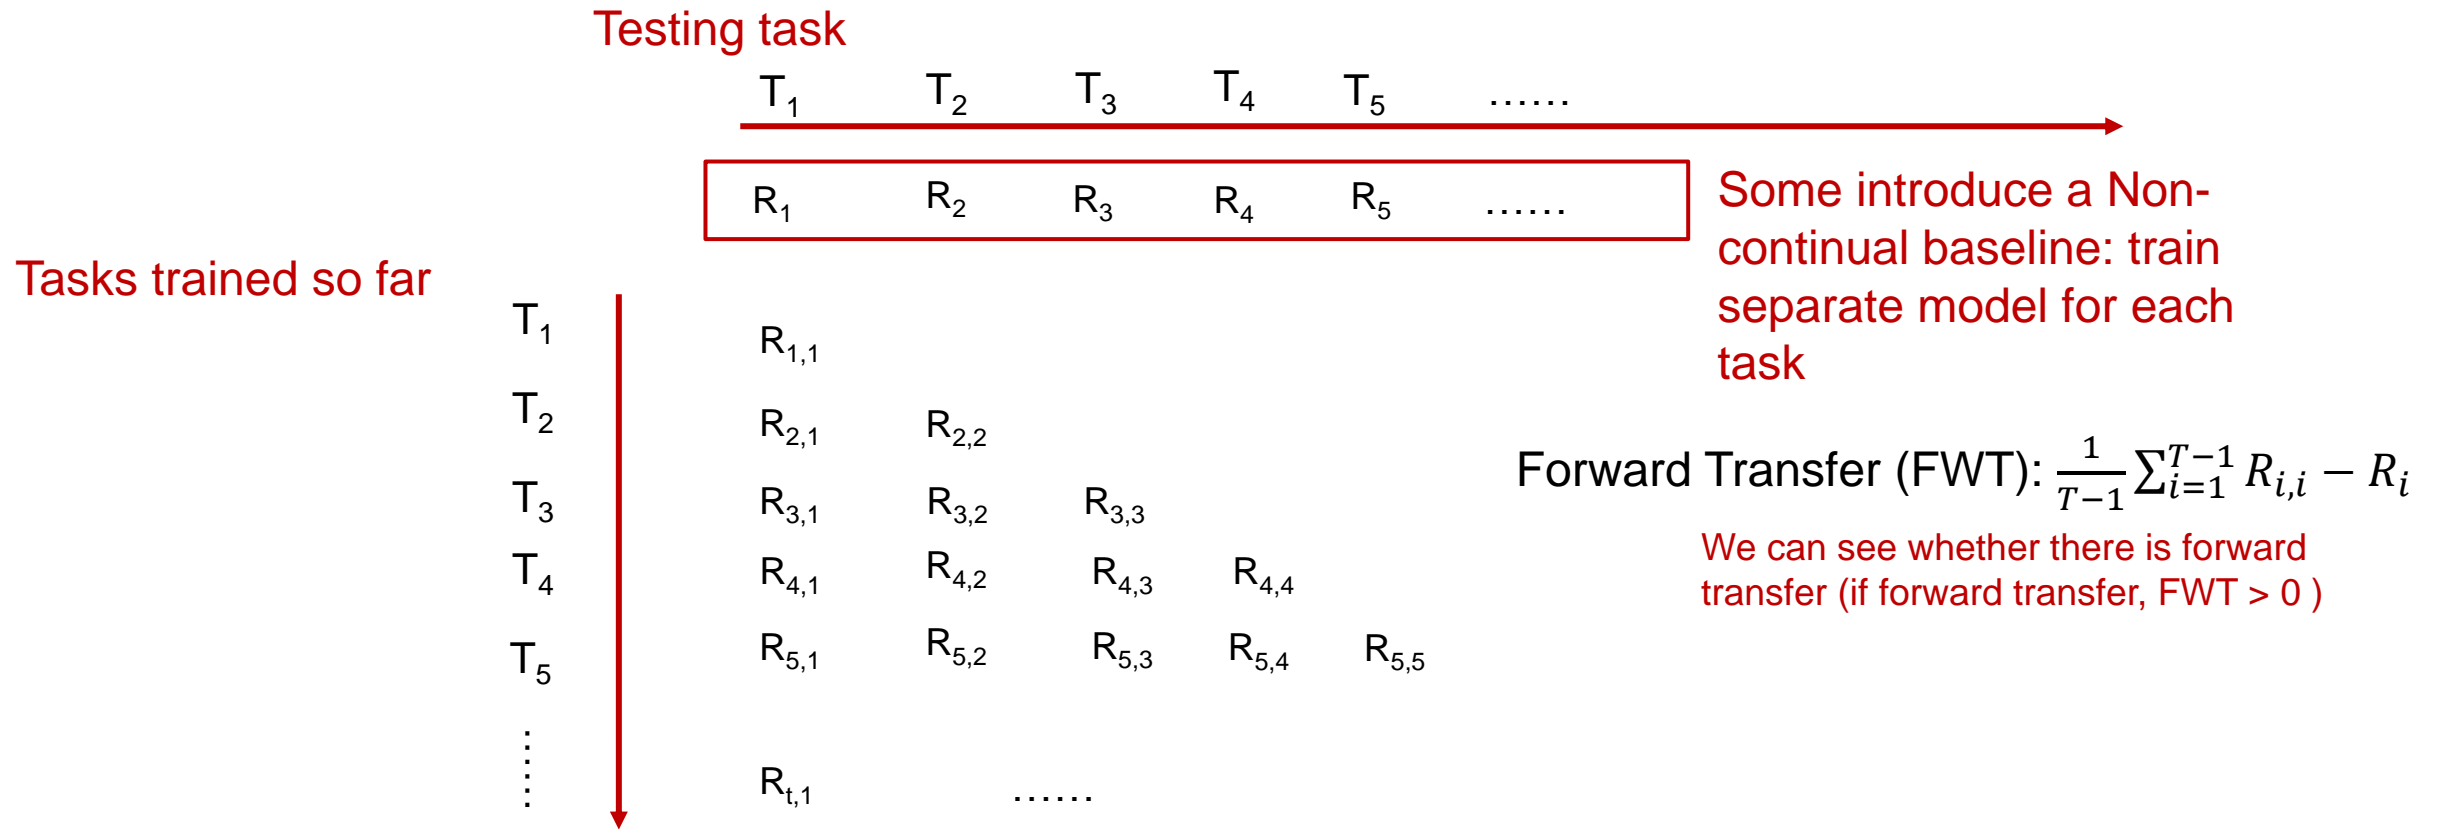 Testing task
T₁ T₂ T₃ T₄ T₅ ……
R₁ R₂ R₃ R₄ R₅ ……
Some introduce a Non-
continual baseline: train
separate model for each
task
Tasks trained so far
T₁ R₁,₁
T₂ R₂,₁ R₂,₂
T₃ R₃,₁ R₃,₂ R₃,₃
T₄ R₄,₁ R₄,₂ R₄,₃ R₄,₄
T₅ R₅,₁ R₅,₂ R₅,₃ R₅,₄ R₅,₅
……
Rₜ,₁ ……
Forward Transfer (FWT): $\frac{1}{T-1}\sum_{i=1}^{T-1} R_{i,i} - R_i$
We can see whether there is forward
transfer (if forward transfer, FWT > 0 )